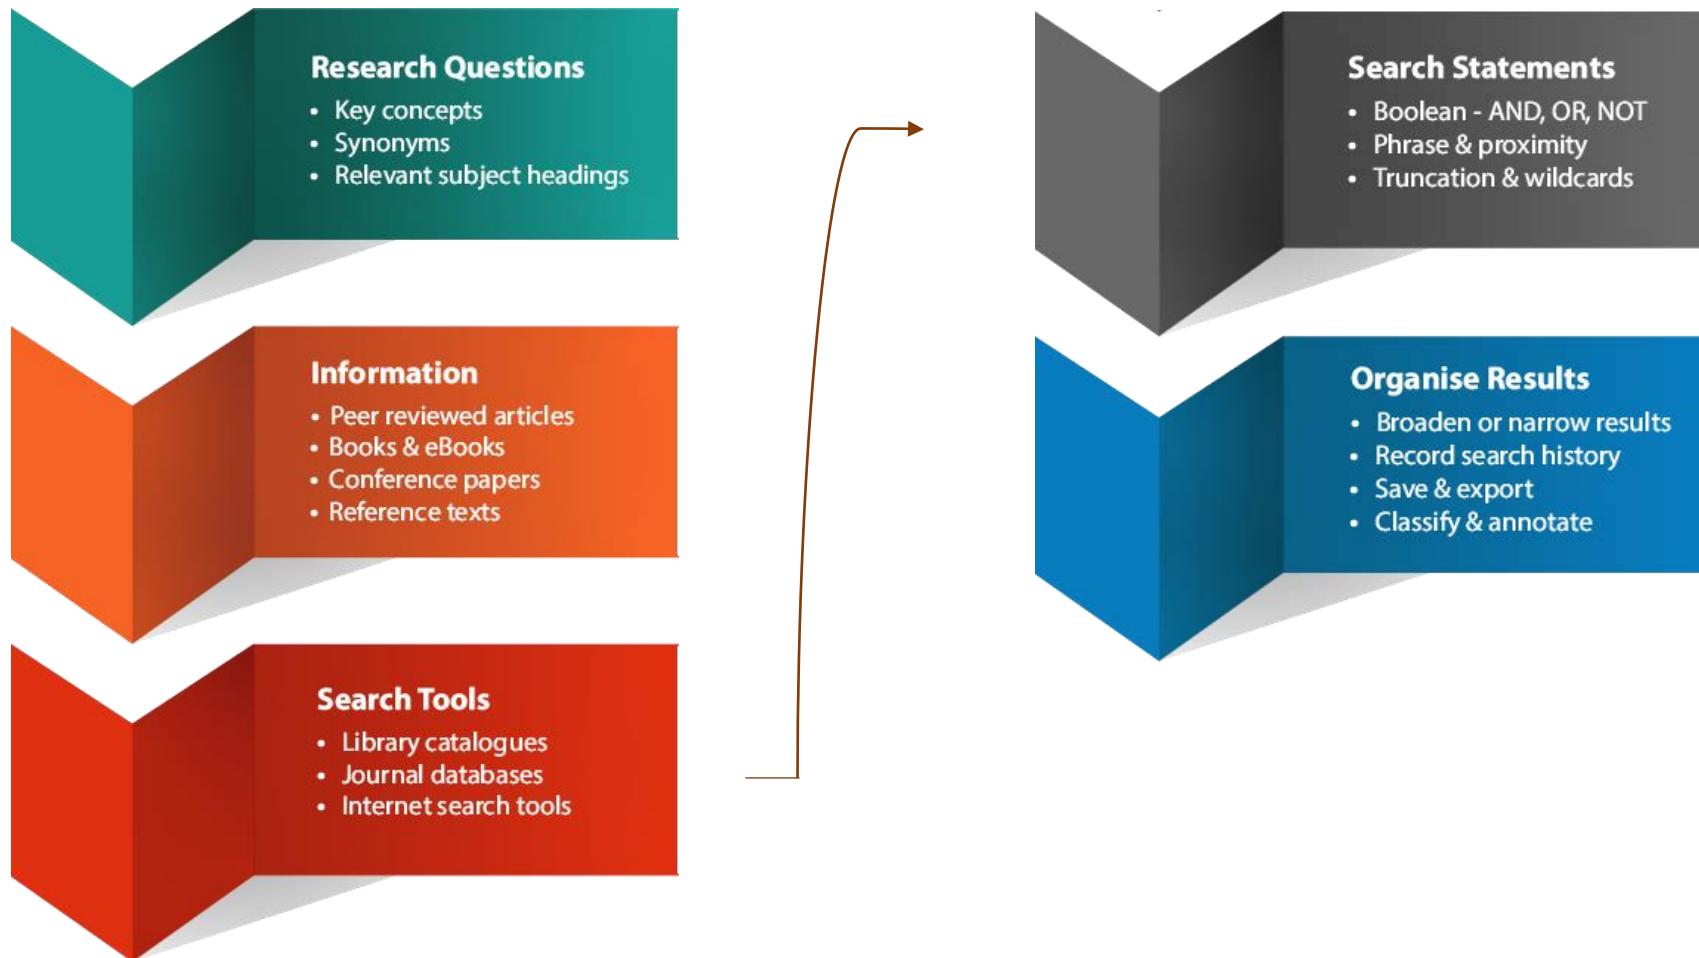 Research Questions
• Key concepts
• Synonyms
• Relevant subject headings
Information
• Peer reviewed articles
• Books & eBooks
• Conference papers
• Reference texts
Search Tools
• Library catalogues
• Journal databases
• Internet search tools
Search Statements
• Boolean - AND, OR, NOT
• Phrase & proximity
• Truncation & wildcards
Organise Results
• Broaden or narrow results
• Record search history
• Save & export
• Classify & annotate